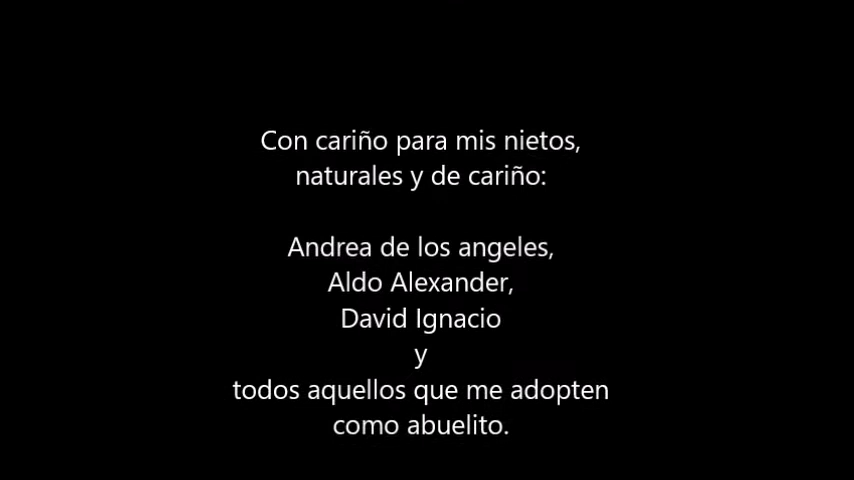 Con cariño para mis nietos,
naturales y de cariño:
Andrea de los angeles,
Aldo Alexander,
David Ignacio
y
todos aquellos que me adopten
como abuelito.